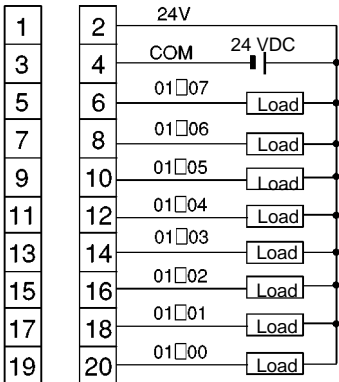 1 2 24V
3 4 COM 24 VDC
5 6 01□07 Load
7 8 01□06 Load
9 10 01□05 Load
11 12 01□04 Load
13 14 01□03 Load
15 16 01□02 Load
17 18 01□01 Load
19 20 01□00 Load